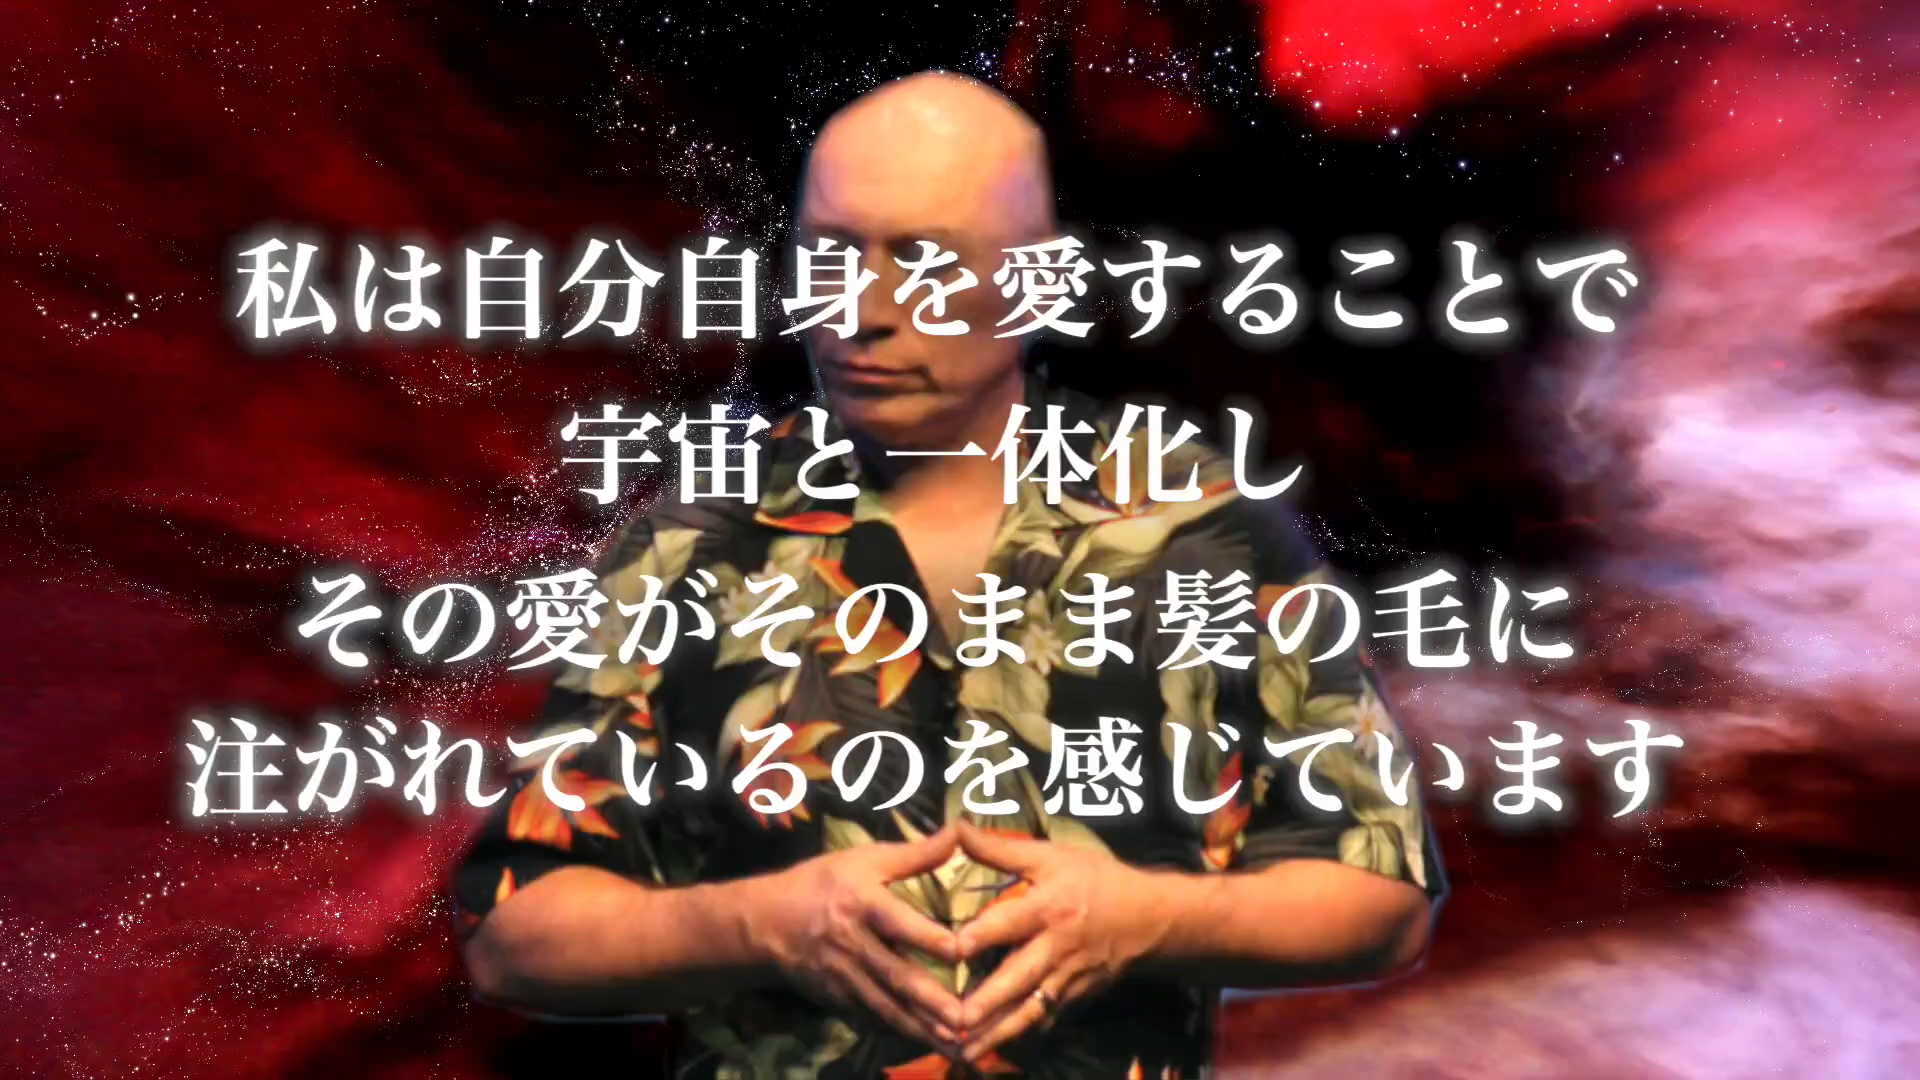 私は自分自身を愛することで
宇宙と一体化し
その愛がそのまま髪の毛に
注がれているのを感じています